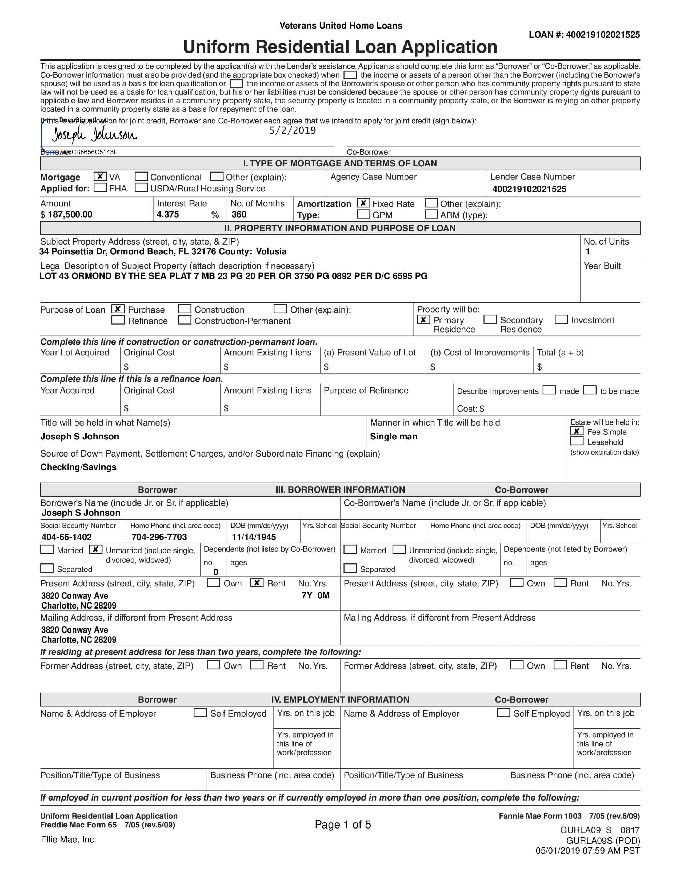 Veterans United Home Loans
LOAN #: 400219102021525
Uniform Residential Loan Application
This application is designed to be completed by the applicant(s) with the Lender's assistance. Applicants should complete this form as "Borrower" or "Co-Borrower," as applicable.
Co-Borrower information must also be provided (and the appropriate box checked) when the income or assets of a person other than the Borrower (including the Borrower's
spouse) will be used as a basis for loan qualification or the income or assets of the Borrower's spouse or other person who has community property rights pursuant to state
law will not be used as a basis for loan qualification, but his or her liabilities must be considered because the spouse or other person has community property rights pursuant to
applicable law and Borrower resides in a community property state, the security property is located in a community property state, or the Borrower is relying on other property
located in a community property state as a basis for repayment of the loan.
If this is an application for joint credit, Borrower and Co-Borrower each agree that we intend to apply for joint credit (sign below):
Joseph Johnson 5/2/2019
Borrower Co-Borrower
I. TYPE OF MORTGAGE AND TERMS OF LOAN
Mortgage X VA Conventional Other (explain): Agency Case Number Lender Case Number
Applied for: FHA USDA/Rural Housing Service 400219102021525
Amount Interest Rate No. of Months Amortization X Fixed Rate Other (explain):
$ 187,500.00 4.375 % 360 Type: GPM ARM (type):
II. PROPERTY INFORMATION AND PURPOSE OF LOAN
Subject Property Address (street, city, state, & ZIP) No. of Units
34 Poinsettia Dr, Ormond Beach, FL 32176 County: Volusia 1
Legal Description of Subject Property (attach description if necessary) Year Built
LOT 43 ORMOND BY THE SEA PLAT 7 MB 23 PG 20 PER OR 3750 PG 0892 PER D/C 6595 PG
Purpose of Loan X Purchase Construction Other (explain): Property will be:
Refinance Construction-Permanent X Primary Residence Secondary Residence Investment
Complete this line if construction or construction-permanent loan.
Year Lot Acquired Original Cost Amount Existing Liens (a) Present Value of Lot (b) Cost of Improvements Total (a + b)
$ $ $ $ $
Complete this line if this is a refinance loan.
Year Acquired Original Cost Amount Existing Liens Purpose of Refinance Describe Improvements made to be made
$ $ Cost: $
Title will be held in what Name(s) Manner in which Title will be held Estate will be held in:
Joseph S Johnson Single man X Fee Simple
Leasehold
Source of Down Payment, Settlement Charges, and/or Subordinate Financing (explain) (show expiration date)
Checking/Savings
Borrower III. BORROWER INFORMATION Co-Borrower
Borrower's Name (include Jr. or Sr. if applicable) Co-Borrower's Name (include Jr. or Sr. if applicable)
Joseph S Johnson
Social Security Number Home Phone (incl. area code) DOB (mm/dd/yyyy) Yrs. School Social Security Number Home Phone (incl. area code) DOB (mm/dd/yyyy) Yrs. School
404-66-1402 704-296-7703 11/14/1945
Married X Unmarried (include single, Dependents (not listed by Co-Borrower) Married Unmarried (include single, Dependents (not listed by Borrower)
divorced, widowed) no. ages divorced, widowed) no. ages
Separated 0 Separated
Present Address (street, city, state, ZIP) Own X Rent No. Yrs. Present Address (street, city, state, ZIP) Own Rent No. Yrs.
3820 Conway Ave 7Y 0M
Charlotte, NC 28209
Mailing Address, if different from Present Address Mailing Address, if different from Present Address
3820 Conway Ave
Charlotte, NC 28209
If residing at present address for less than two years, complete the following:
Former Address (street, city, state, ZIP) Own Rent No. Yrs. Former Address (street, city, state, ZIP) Own Rent No. Yrs.
Borrower IV. EMPLOYMENT INFORMATION Co-Borrower
Name & Address of Employer Self Employed Yrs. on this job Name & Address of Employer Self Employed Yrs. on this job
Yrs. employed in Yrs. employed in
this line of this line of
work/profession work/profession
Position/Title/Type of Business Business Phone (incl. area code) Position/Title/Type of Business Business Phone (incl. area code)
If employed in current position for less than two years or if currently employed in more than one position, complete the following:
Uniform Residential Loan Application Fannie Mae Form 1003 7/05 (rev.6/09)
Freddie Mac Form 65 7/05 (rev.6/09) Page 1 of 5
GURLA09_S 0817
Ellie Mae, Inc. GURLA09S (POD)
05/01/2019 07:59 AM PST